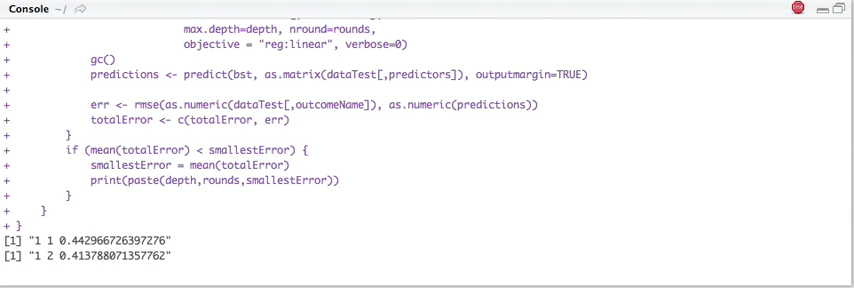 Console ~/
+ max.depth=depth, nround=rounds,
+ objective = "reg:linear", verbose=0)
+ gc()
+ predictions <- predict(bst, as.matrix(dataTest[,predictors]), outputmargin=TRUE)
+
+ err <- rmse(as.numeric(dataTest[,outcomeName]), as.numeric(predictions))
+ totalError <- c(totalError, err)
+ }
+ if (mean(totalError) < smallestError) {
+ smallestError = mean(totalError)
+ print(paste(depth,rounds,smallestError))
+ }
+ }
+ }
[1] "1 1 0.442966726397276"
[1] "1 2 0.413788071357762"